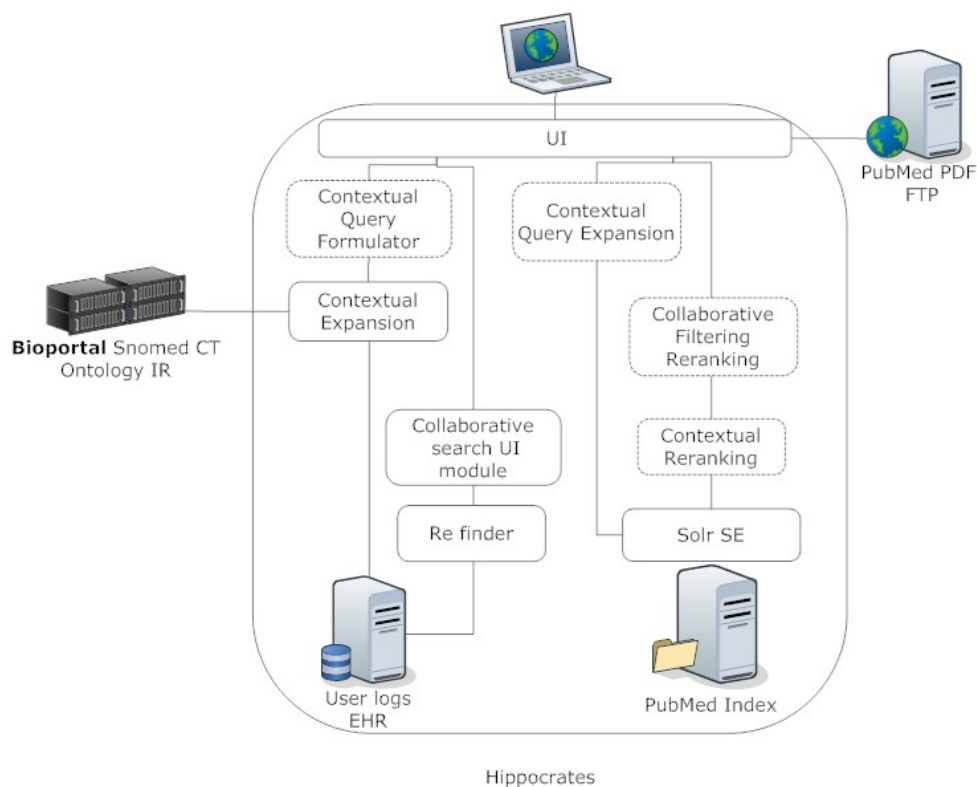 UI
PubMed PDF
FTP
Contextual
Query
Formulator
Contextual
Query Expansion
Contextual
Expansion
Bioportal Snomed CT
Ontology IR
Collaborative
Filtering
Reranking
Collaborative
search UI
module
Contextual
Reranking
Re finder
Solr SE
User logs
EHR
PubMed Index
Hippocrates